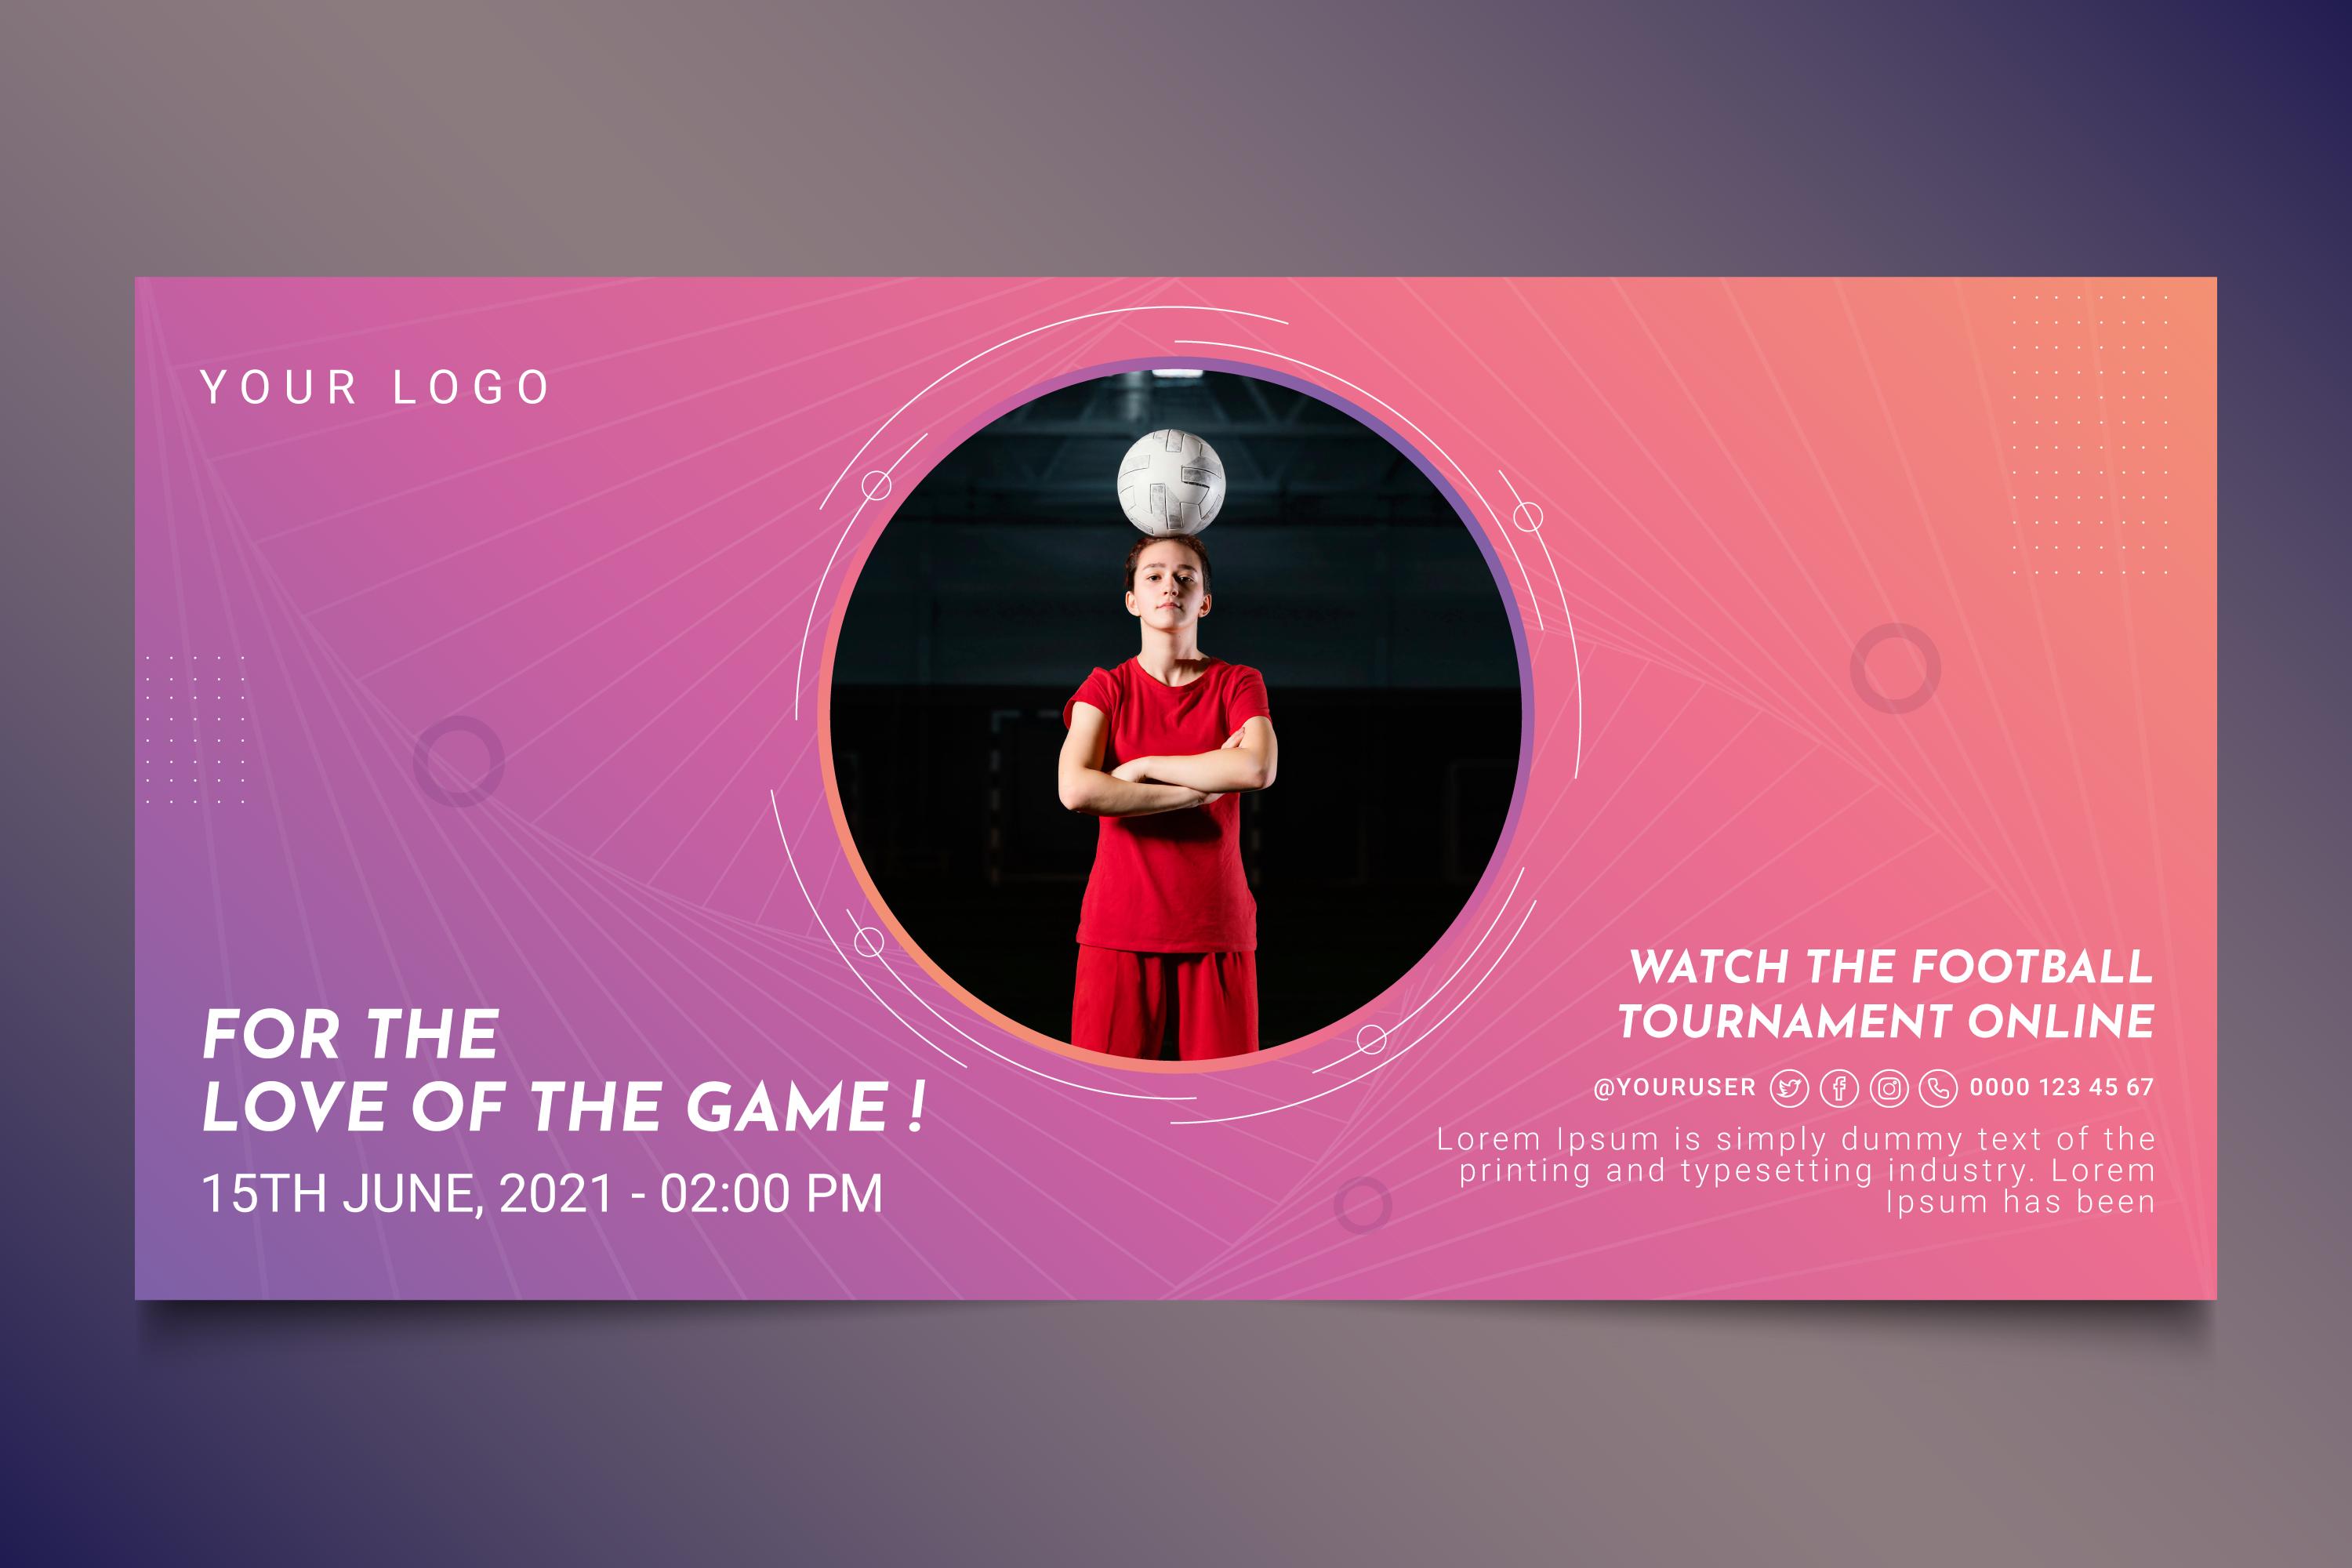 YOUR LOGO
FOR THE
LOVE OF THE GAME !
15TH JUNE, 2021 - 02:00 PM
WATCH THE FOOTBALL
TOURNAMENT ONLINE
@YOURUSER 0000 123 45 67
Lorem Ipsum is simply dummy text of the
printing and typesetting industry. Lorem
Ipsum has been